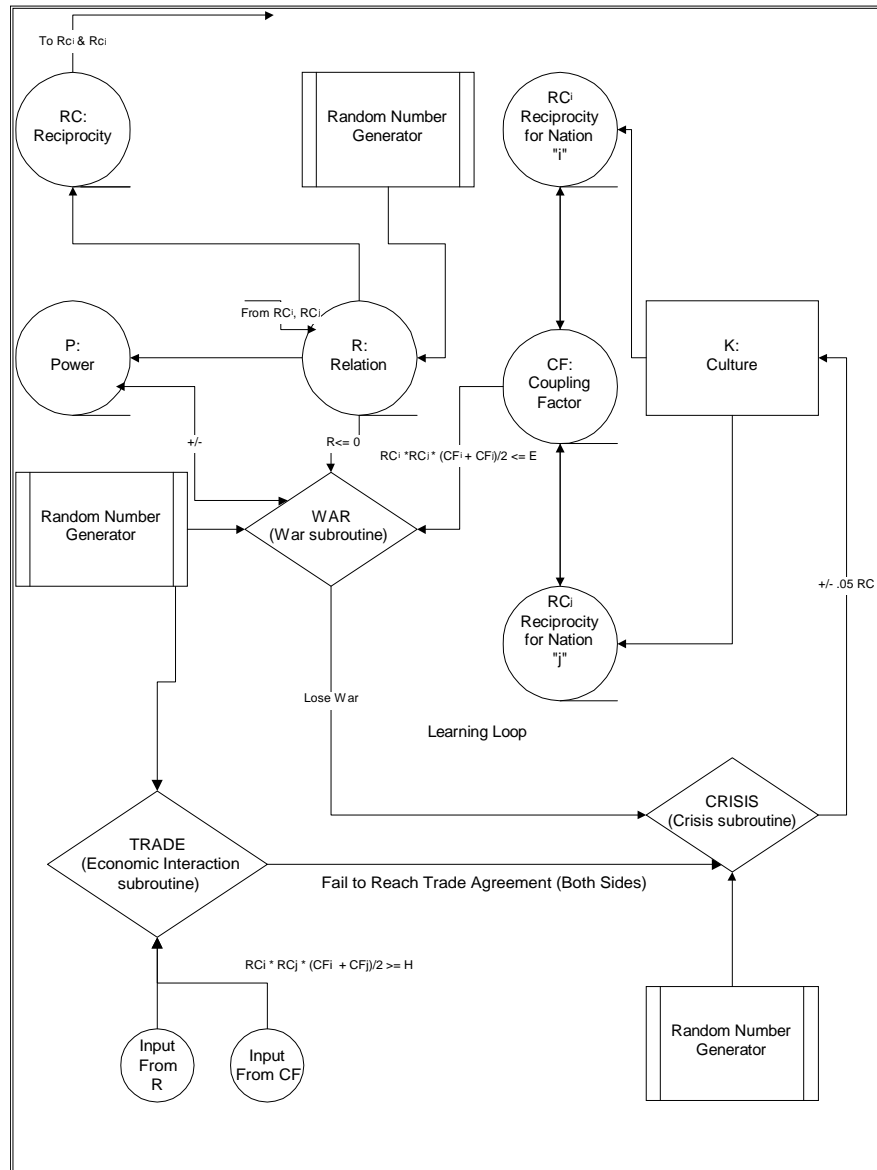 To Rcⁱ & Rcⱼ
RC:
Reciprocity
Random Number
Generator
RCⁱ
Reciprocity
for Nation
"i"
From RCⁱ, RCⱼ
P:
Power
R:
Relation
CF:
Coupling
Factor
K:
Culture
+/-
R<= 0
RCⁱ *RCʲ* (CFⁱ + CFʲ)/2 <= E
Random Number
Generator
WAR
(War subroutine)
+/- .05 RC
RCʲ
Reciprocity
for Nation
"j"
Lose War
Learning Loop
CRISIS
(Crisis subroutine)
TRADE
(Economic Interaction
subroutine)
Fail to Reach Trade Agreement (Both Sides)
RCi * RCj * (CFi + CFj)/2 >= H
Input
From
R
Input
From CF
Random Number
Generator